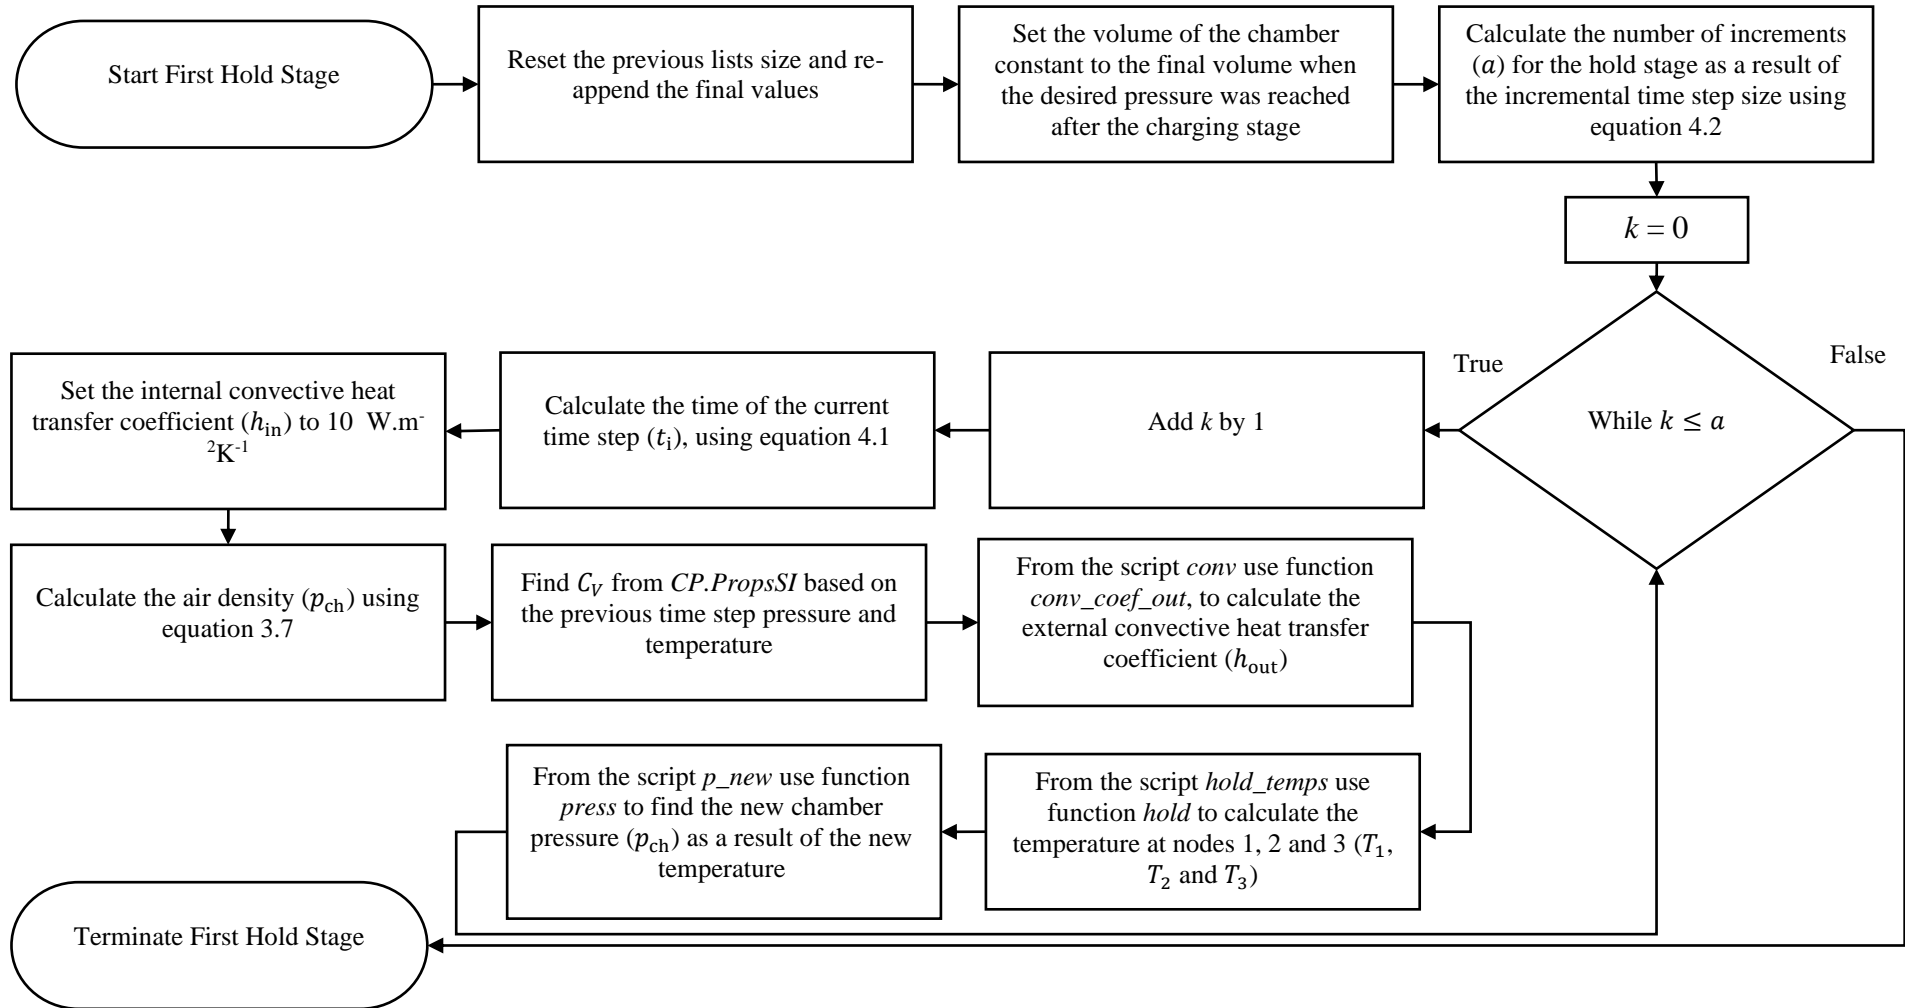 Start First Hold Stage
Reset the previous lists size and re-
append the final values
Set the volume of the chamber
constant to the final volume when
the desired pressure was reached
after the charging stage
Calculate the number of increments
(𝑎) for the hold stage as a result of
the incremental time step size using
equation 4.2
k = 0
While 𝑘 ≤ 𝑎
True
False
Add k by 1
Calculate the time of the current
time step (𝑡ᵢ), using equation 4.1
Set the internal convective heat
transfer coefficient (ℎ_in) to 10 W.m⁻
²K⁻¹
Calculate the air density (𝑝_ch) using
equation 3.7
Find 𝐶_𝑉 from CP.PropsSI based on
the previous time step pressure and
temperature
From the script conv use function
conv_coef_out, to calculate the
external convective heat transfer
coefficient (ℎ_out)
From the script hold_temps use
function hold to calculate the
temperature at nodes 1, 2 and 3 (𝑇₁,
𝑇₂ and 𝑇₃)
From the script p_new use function
press to find the new chamber
pressure (𝑝_ch) as a result of the new
temperature
Terminate First Hold Stage